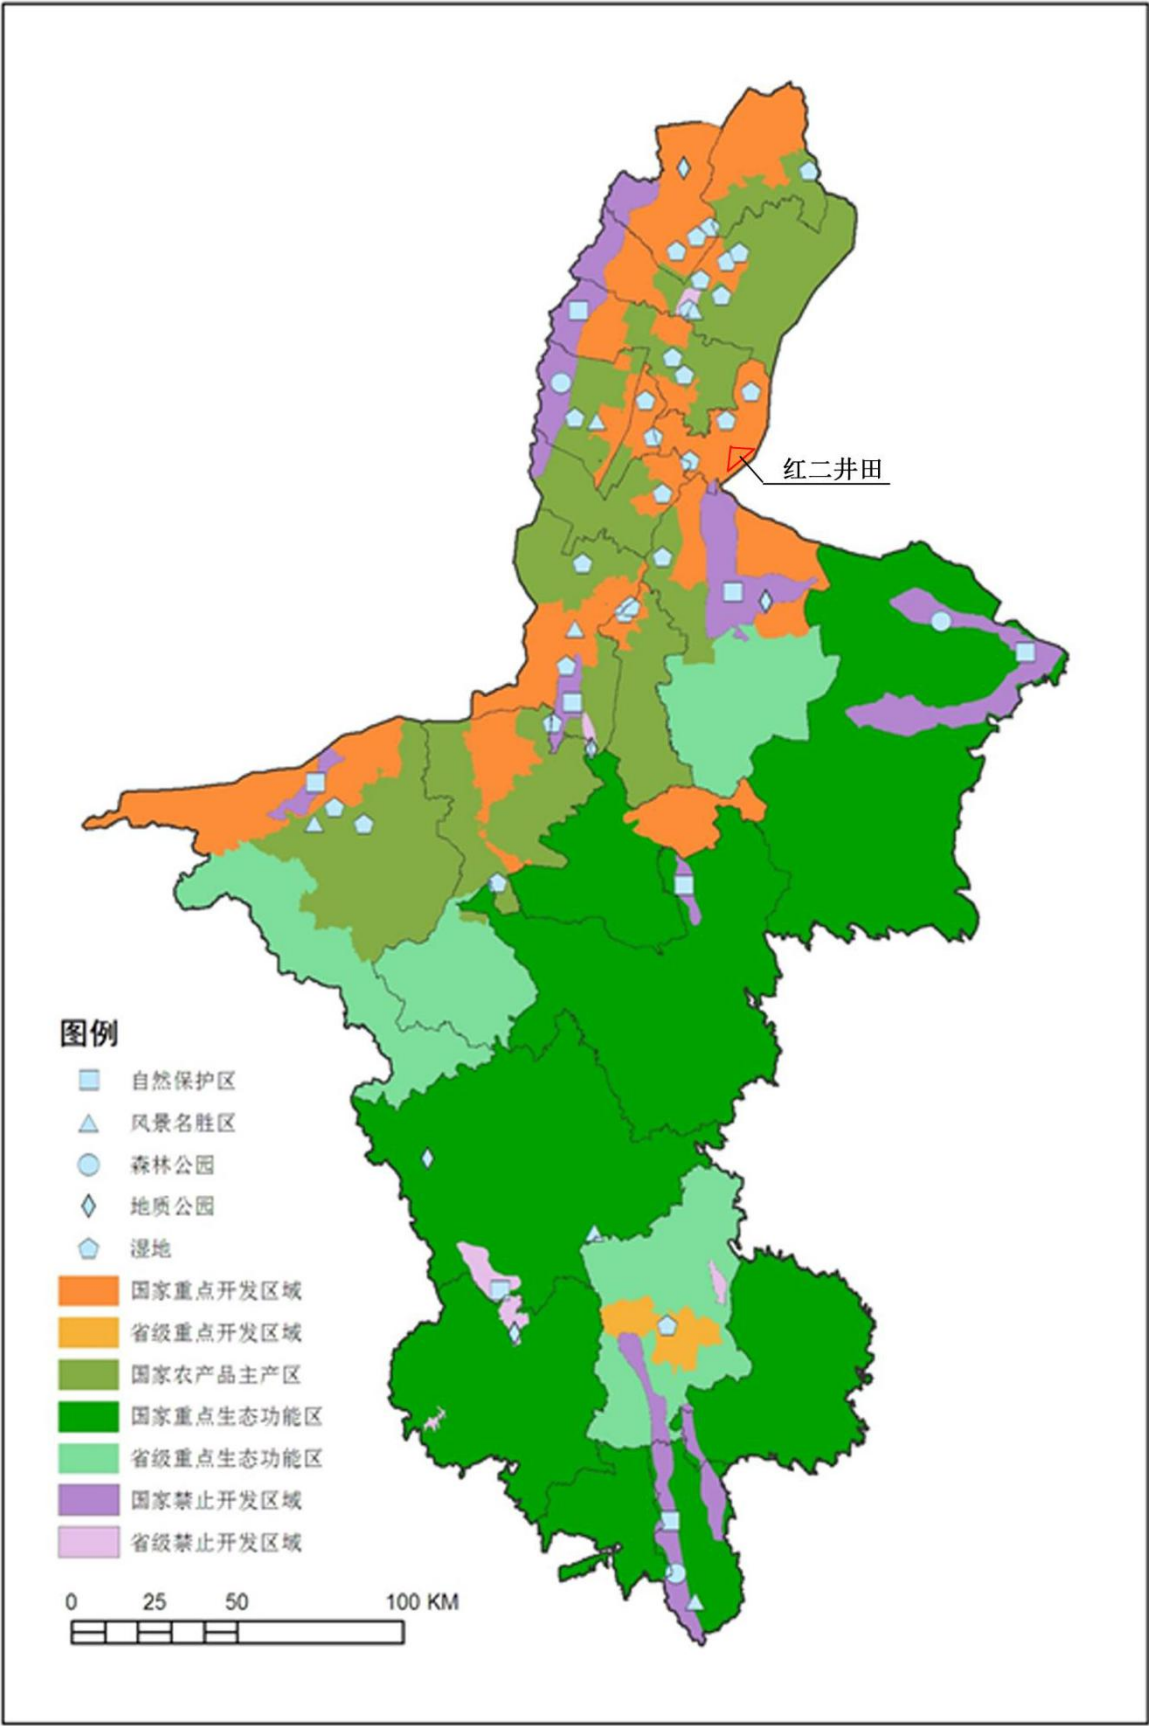 红二井田
图例
自然保护区
风景名胜区
森林公园
地质公园
湿地
国家重点开发区域
省级重点开发区域
国家农产品主产区
国家重点生态功能区
省级重点生态功能区
国家禁止开发区域
省级禁止开发区域
0 25 50 100 KM